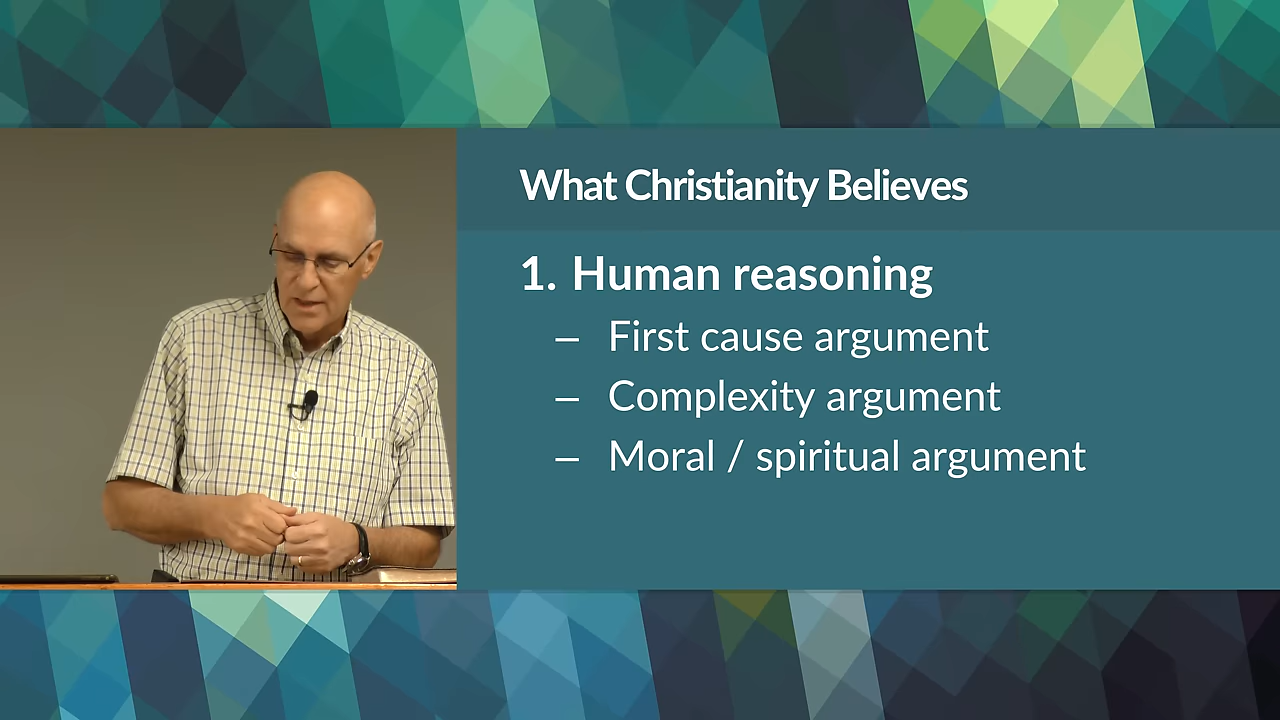 What Christianity Believes
1. Human reasoning
– First cause argument
– Complexity argument
– Moral / spiritual argument